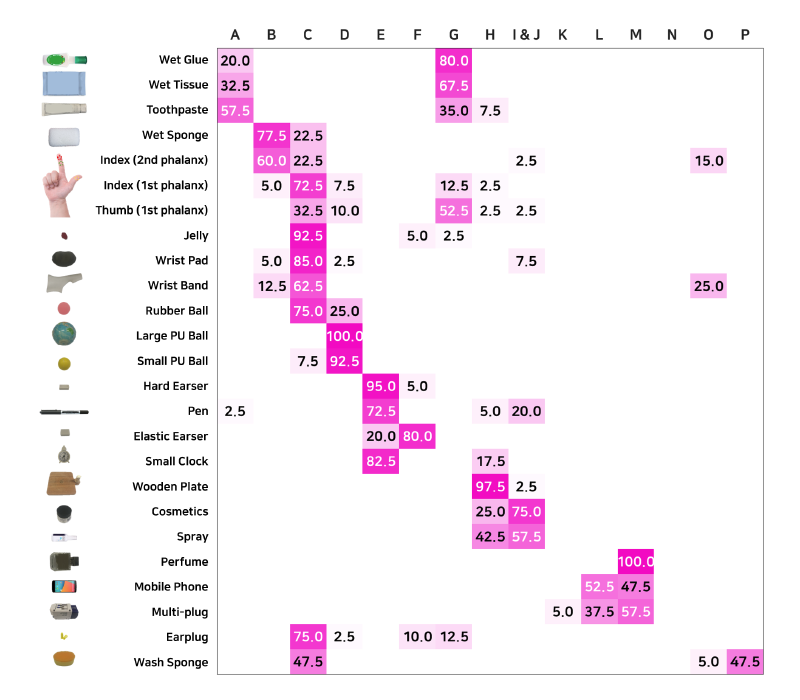 A B C D E F G H I & J K L M N O P
Wet Glue 20.0 80.0
Wet Tissue 32.5 67.5
Toothpaste 57.5 35.0 7.5
Wet Sponge 77.5 22.5
Index (2nd phalanx) 60.0 22.5 2.5 15.0
Index (1st phalanx) 5.0 72.5 7.5 12.5 2.5
Thumb (1st phalanx) 32.5 10.0 52.5 2.5 2.5
Jelly 92.5 5.0 2.5
Wrist Pad 5.0 85.0 2.5 7.5
Wrist Band 12.5 62.5 25.0
Rubber Ball 75.0 25.0
Large PU Ball 100.0
Small PU Ball 7.5 92.5
Hard Earser 95.0 5.0
Pen 2.5 72.5 5.0 20.0
Elastic Earser 20.0 80.0
Small Clock 82.5 17.5
Wooden Plate 97.5 2.5
Cosmetics 25.0 75.0
Spray 42.5 57.5
Perfume 100.0
Mobile Phone 52.5 47.5
Multi-plug 5.0 37.5 57.5
Earplug 75.0 2.5 10.0 12.5
Wash Sponge 47.5 5.0 47.5